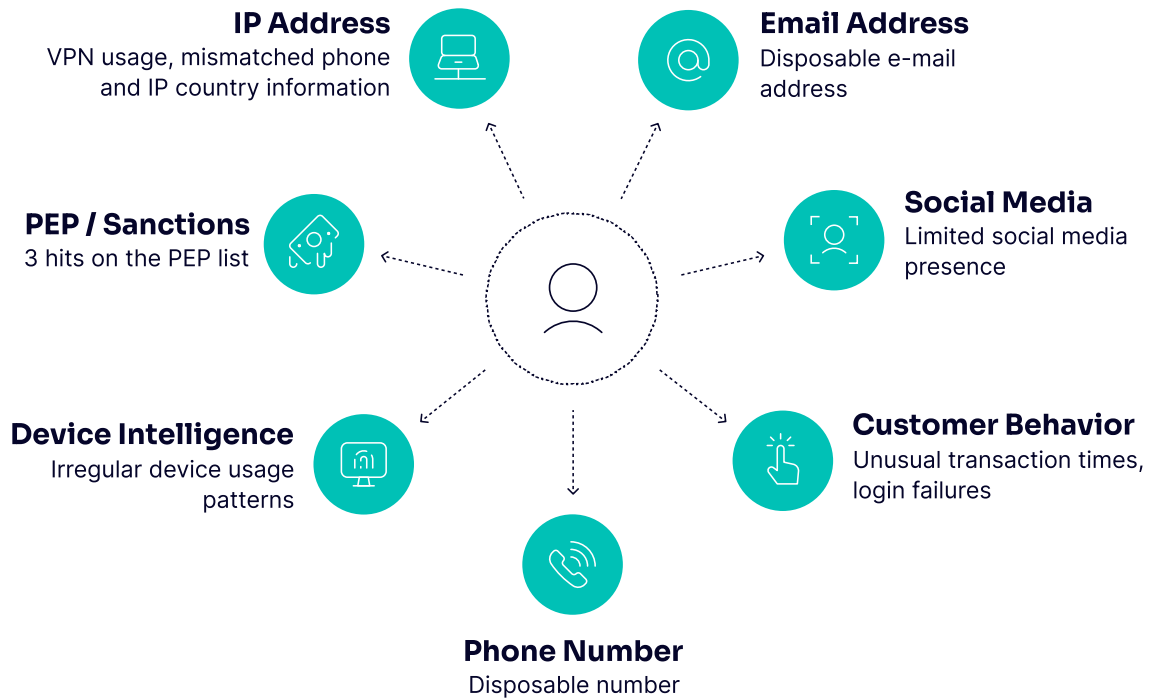 IP Address
VPN usage, mismatched phone
and IP country information
Email Address
Disposable e-mail
address
PEP / Sanctions
3 hits on the PEP list
Social Media
Limited social media
presence
Device Intelligence
Irregular device usage
patterns
Customer Behavior
Unusual transaction times,
login failures
Phone Number
Disposable number